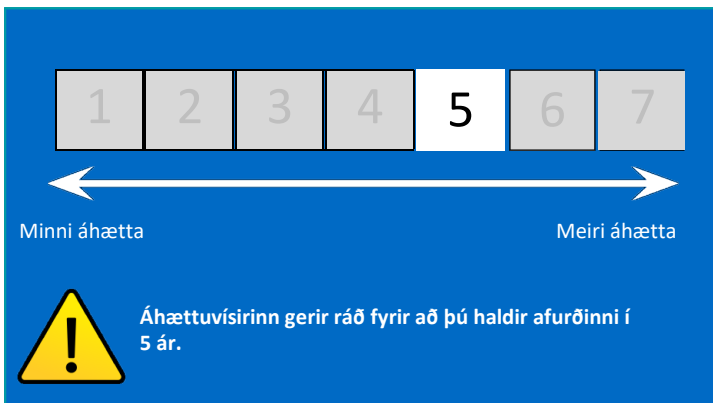 1 2 3 4 5 6 7
Minni áhætta Meiri áhætta
Áhættuvísirinn gerir ráð fyrir að þú haldir afurðinni í
5 ár.